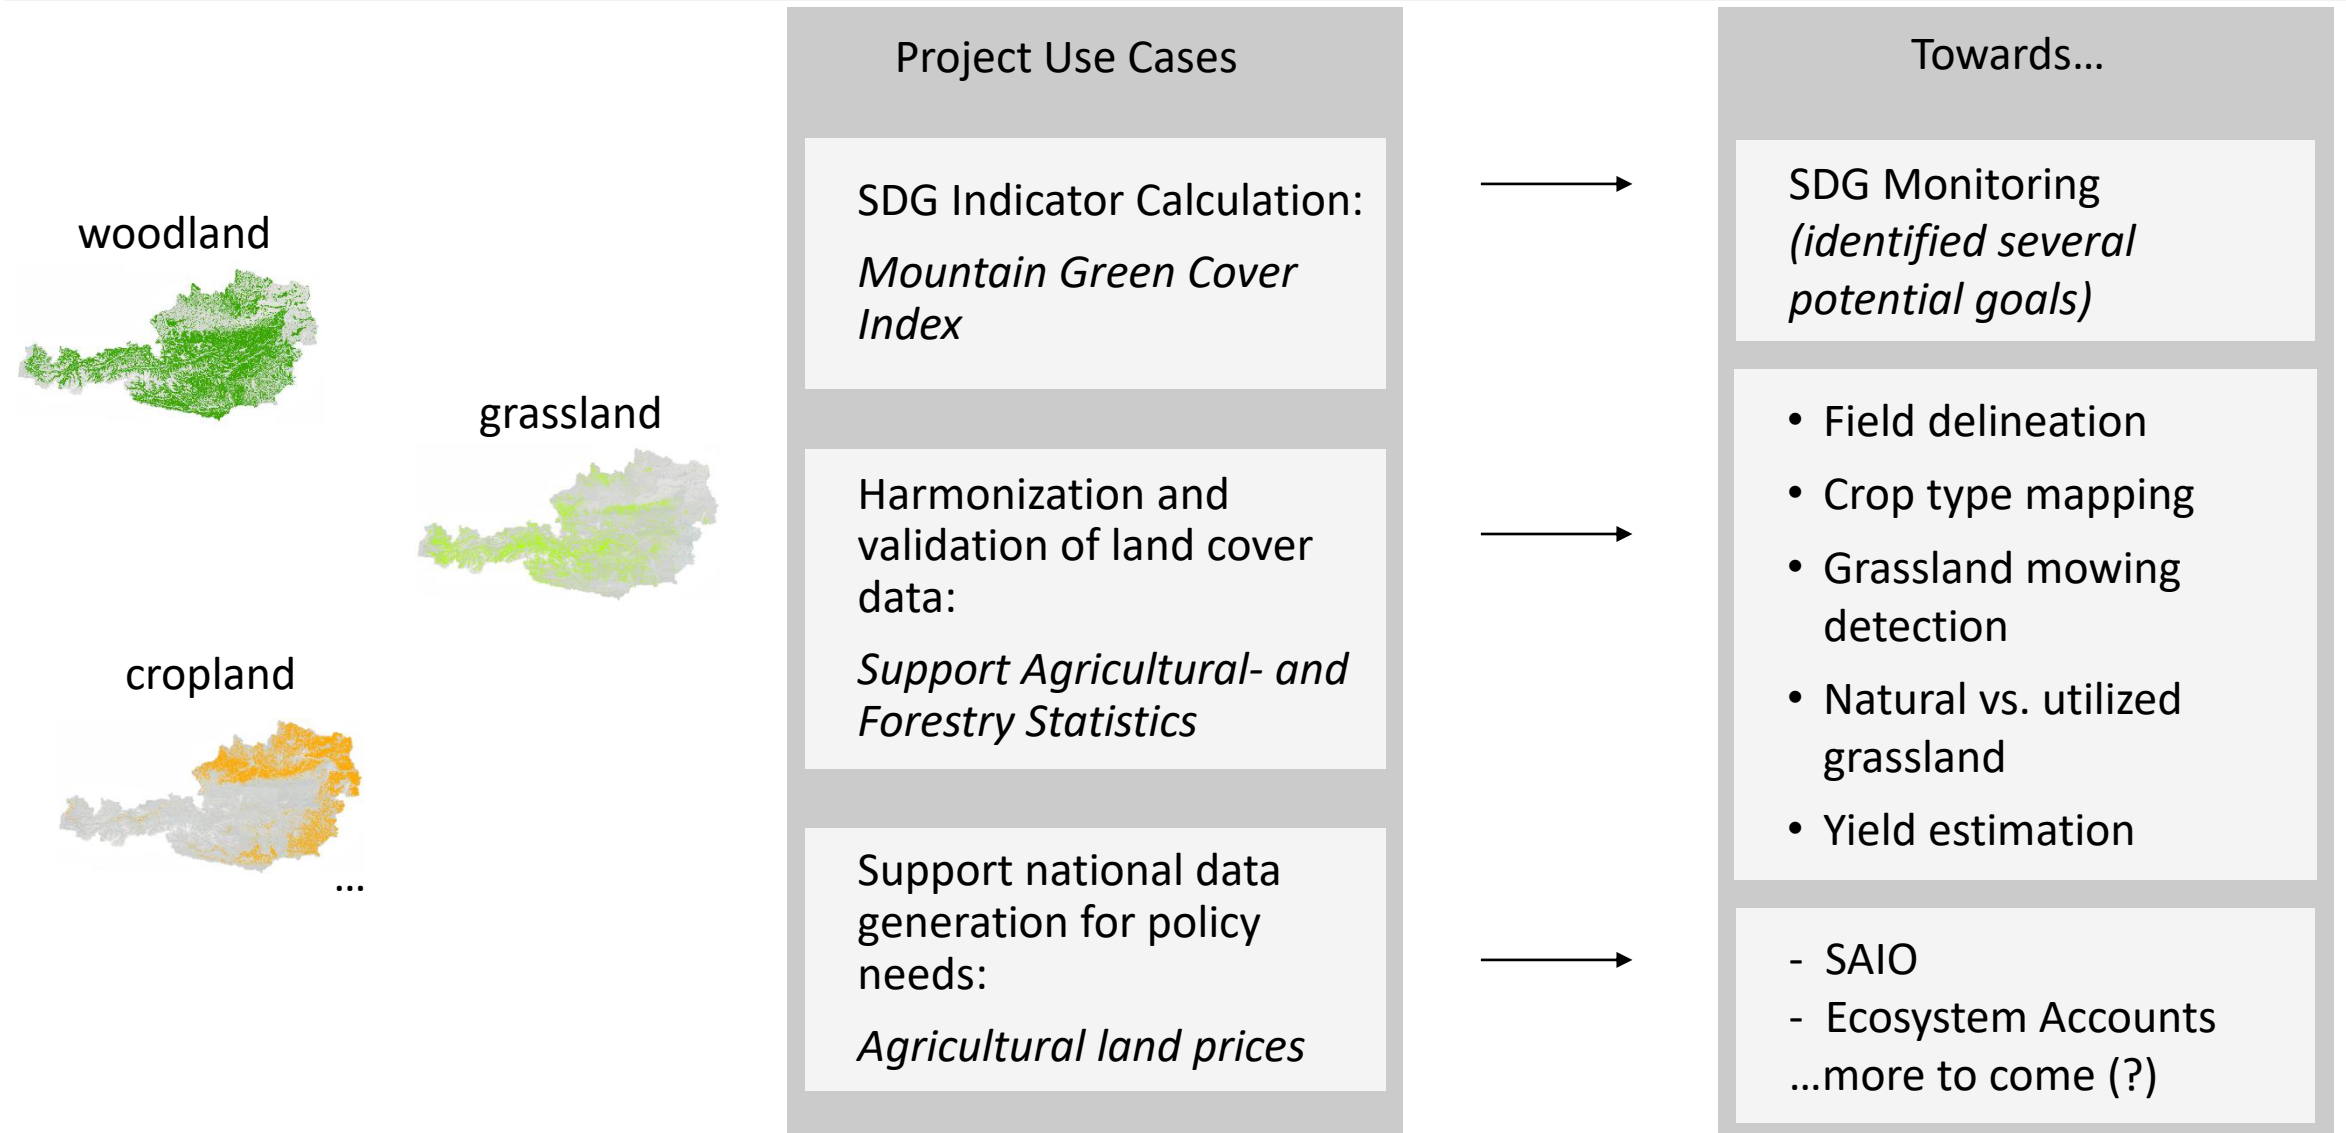 woodland
grassland
cropland
...
Project Use Cases
SDG Indicator Calculation:
Mountain Green Cover
Index
Harmonization and
validation of land cover
data:
Support Agricultural- and
Forestry Statistics
Support national data
generation for policy
needs:
Agricultural land prices
Towards...
SDG Monitoring
(identified several
potential goals)
• Field delineation
• Crop type mapping
• Grassland mowing
detection
• Natural vs. utilized
grassland
• Yield estimation
- SAIO
- Ecosystem Accounts
...more to come (?)